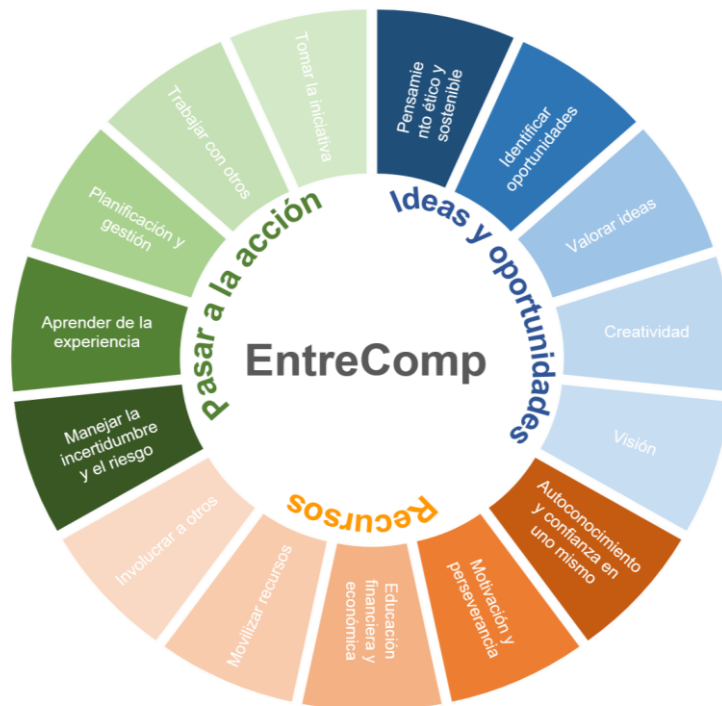 EntreComp
Ideas y oportunidades
Pensamie
nto ético y
sostenible
Identificar
oportunidades
Valorar ideas
Creatividad
Visión
Recursos
Autoconocimiento
y confianza en
uno mismo
Motivación y
perseverancia
Educación
financiera y
económica
Movilizar recursos
Involucrar a otros
Pasar a la acción
Manejar la
incertidumbre
y el riesgo
Aprender de la
experiencia
Planificación y
gestión
Trabajar con otros
Tomar la iniciativa